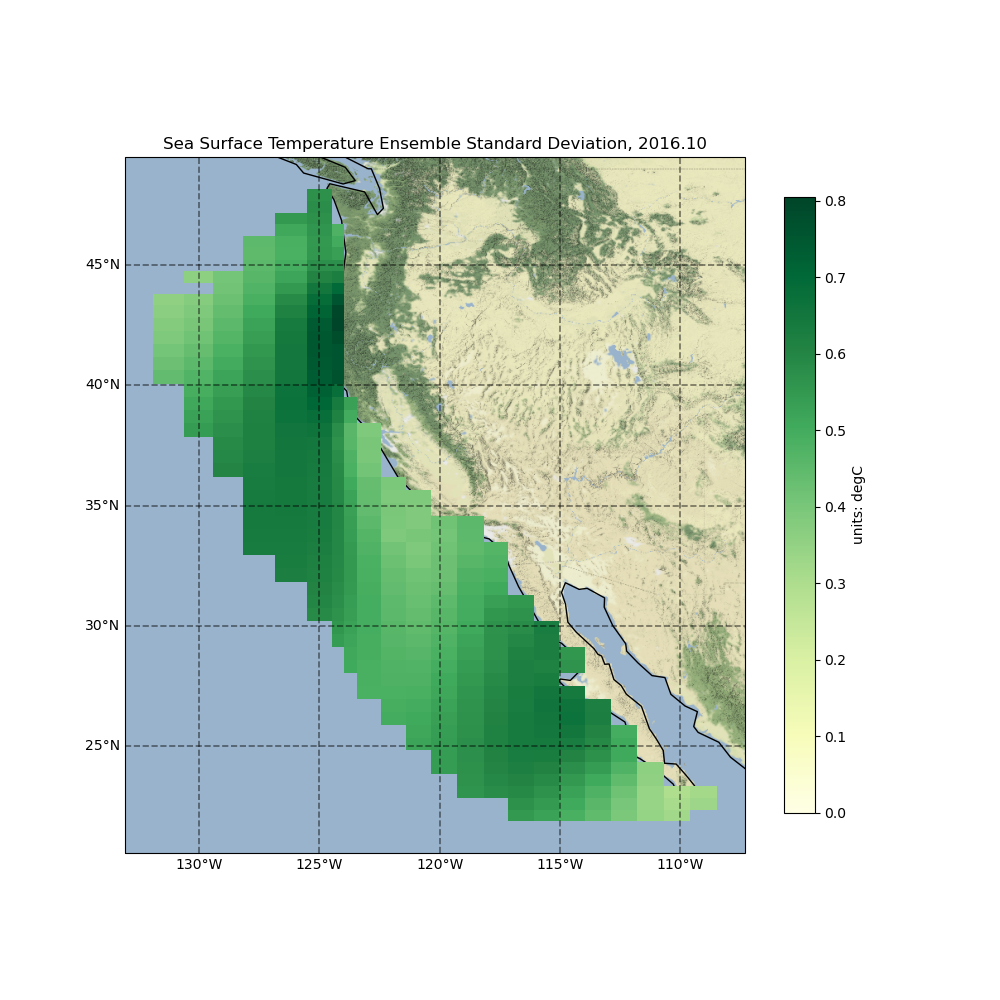 Sea Surface Temperature Ensemble Standard Deviation, 2016.10
45°N
40°N
35°N
30°N
25°N
130°W 125°W 120°W 115°W 110°W
0.8
0.7
0.6
0.5
0.4
0.3
0.2
0.1
0.0
units: degC